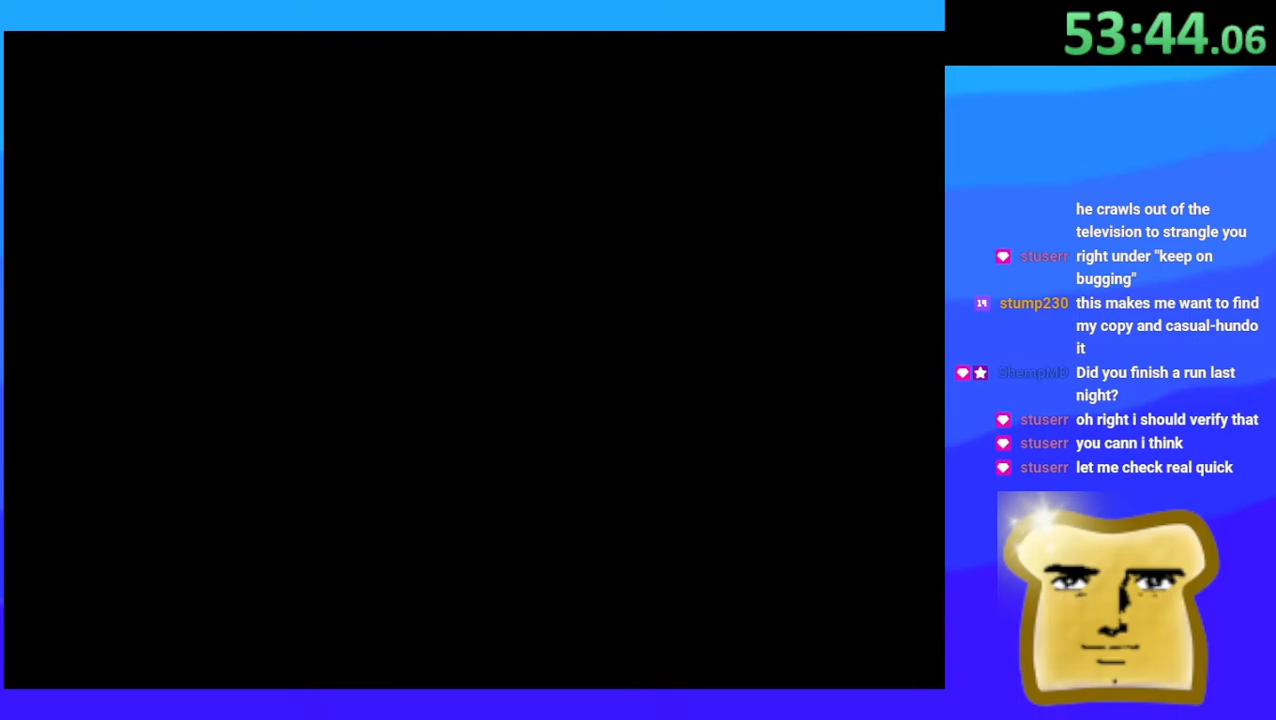 53:44.06
he crawls out of the
television to strangle you
stuserr right under "keep on
bugging"
19 stump230 this makes me want to find
my copy and casual-hundo
it
ShempMD Did you finish a run last
night?
stuserr oh right i should verify that
stuserr you cann i think
stuserr let me check real quick